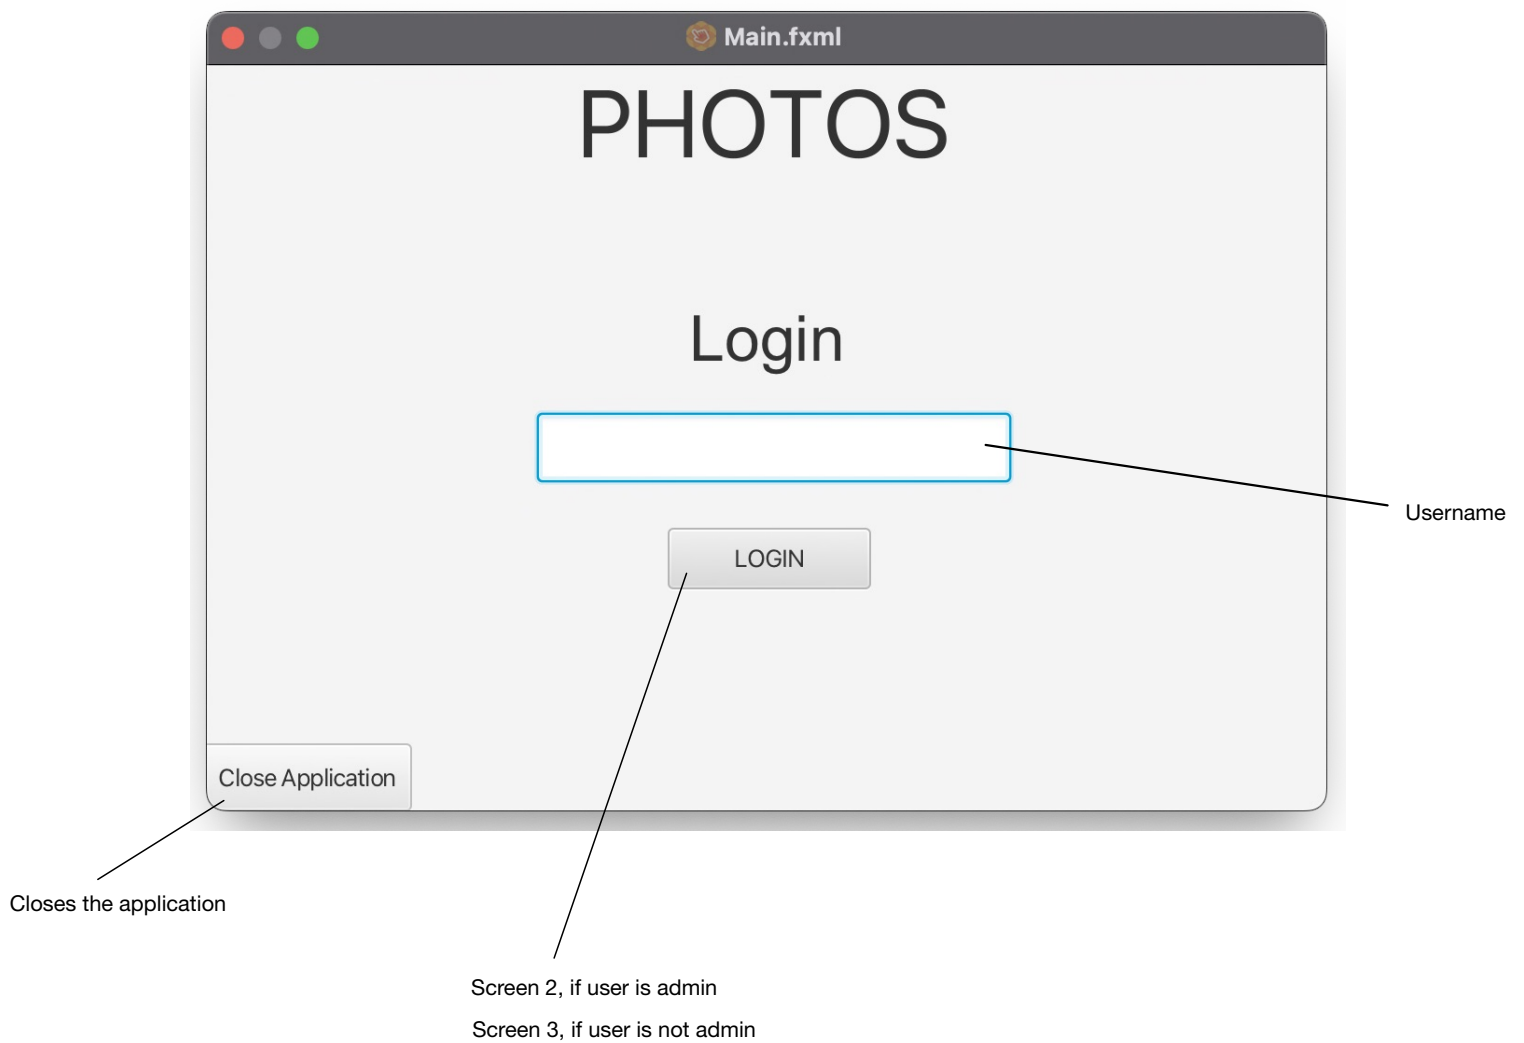 Main.fxml
PHOTOS
Login
Username
LOGIN
Close Application
Closes the application
Screen 2, if user is admin
Screen 3, if user is not admin